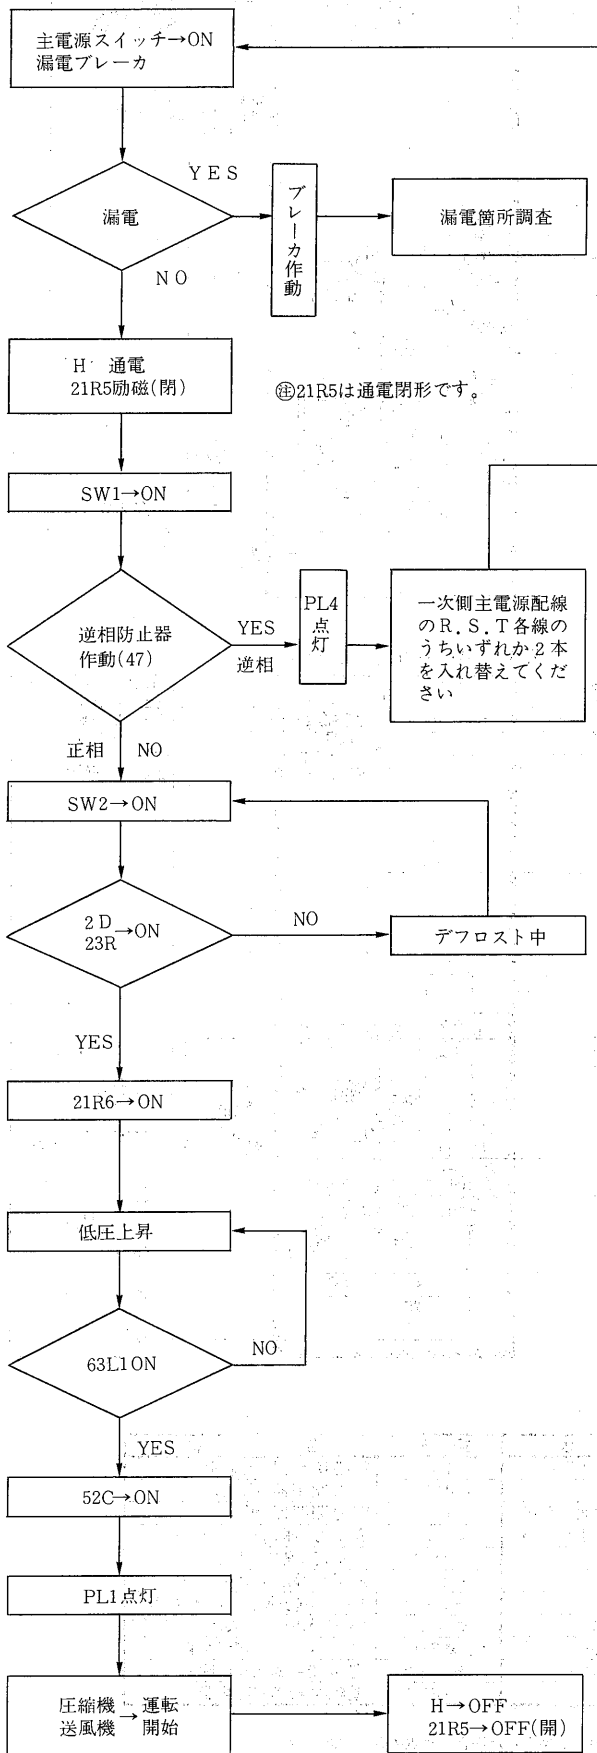 主電源スイッチ→ON
漏電ブレーカ
YES
漏電
ブレーカ作動
漏電箇所調査
NO
H 通電
21R5励磁(閉)
㊟21R5は通電閉形です。
SW1→ON
逆相防止器
作動(47)
YES
逆相
PL4
点
灯
一次側主電源配線
のR.S.T各線の
うちいずれか2本
を入れ替えてくだ
さい
正相 NO
SW2→ON
2D
23R→ON
NO
デフロスト中
YES
21R6→ON
低圧上昇
63L1ON
NO
YES
52C→ON
PL1点灯
圧縮機→運転
送風機 開始
H→OFF
21R5→OFF(開)